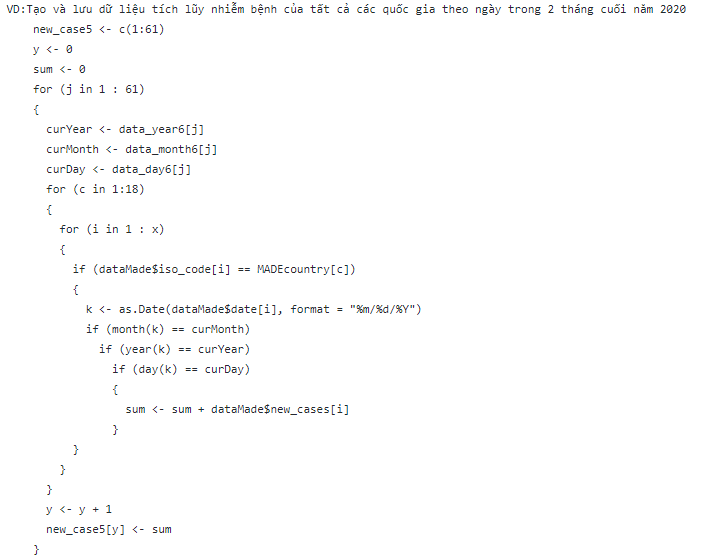 VD:Tạo và lưu dữ liệu tích lũy nhiễm bệnh của tất cả các quốc gia theo ngày trong 2 tháng cuối năm 2020
new_case5 <- c(1:61)
y <- 0
sum <- 0
for (j in 1 : 61)
{
curYear <- data_year6[j]
curMonth <- data_month6[j]
curDay <- data_day6[j]
for (c in 1:18)
{
for (i in 1 : x)
{
if (dataMade$iso_code[i] == MADEcountry[c])
{
k <- as.Date(dataMade$date[i], format = "%m/%d/%Y")
if (month(k) == curMonth)
if (year(k) == curYear)
if (day(k) == curDay)
{
sum <- sum + dataMade$new_cases[i]
}
}
}
}
y <- y + 1
new_case5[y] <- sum
}